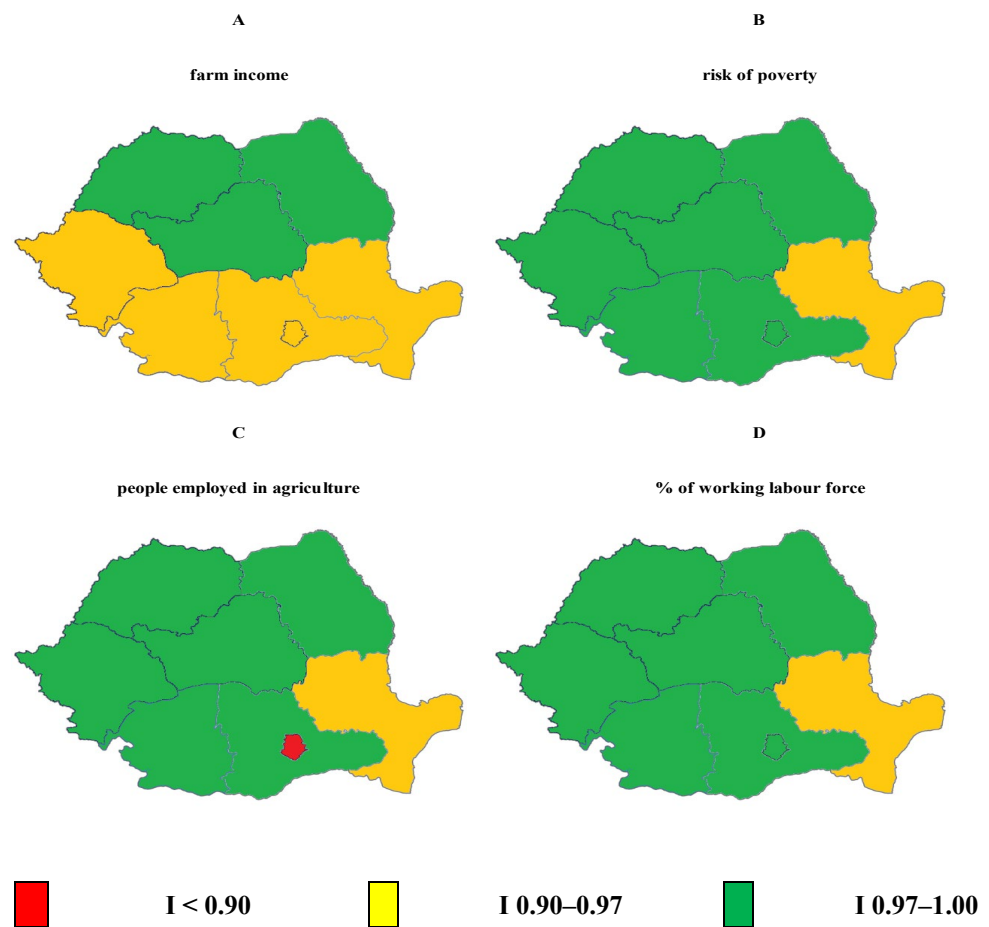 A
B
farm income
risk of poverty
C
D
people employed in agriculture
% of working labour force
I < 0.90
I 0.90–0.97
I 0.97–1.00